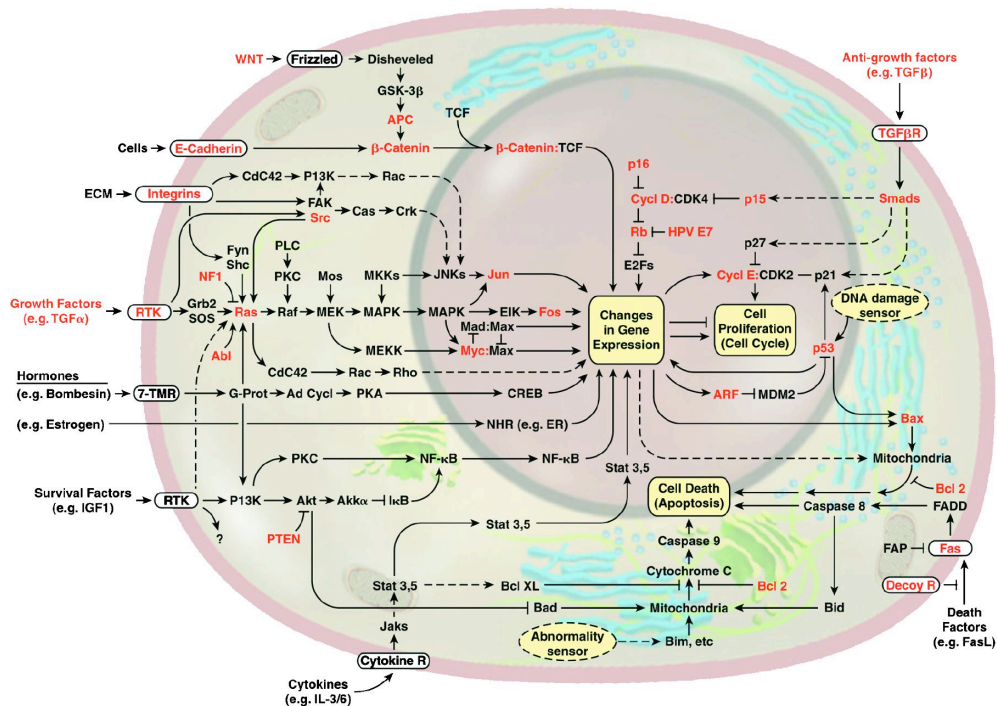 WNT
Frizzled
Disheveled
GSK-3β
APC
TCF
Cells
E-Cadherin
β-Catenin
β-Catenin:TCF
Anti-growth factors
(e.g. TGFβ)
TGFβR
Smads
p16
Cycl D:CDK4
p15
Rb
HPV E7
E2Fs
p27
Cycl E:CDK2
p21
ECM
Integrins
CdC42
P13K
Rac
FAK
Src
Cas
Crk
Fyn
Shc
PLC
PKC
NF1
Mos
MKKs
JNKs
Jun
Growth Factors
(e.g. TGFα)
RTK
Grb2
SOS
Ras
Raf
MEK
MAPK
MAPK
ElK
Fos
Mad:Max
Myc:Max
MEKK
Abl
CdC42
Rac
Rho
Changes
in Gene
Expression
Cell
Proliferation
(Cell Cycle)
DNA damage
sensor
p53
ARF
MDM2
Bax
Mitochondria
Bcl 2
Hormones
(e.g. Bombesin)
7-TMR
G-Prot
Ad Cycl
PKA
CREB
(e.g. Estrogen)
NHR (e.g. ER)
PKC
NF-κB
NF-κB
Stat 3,5
Survival Factors
(e.g. IGF1)
RTK
P13K
Akt
Akkα
IκB
?
PTEN
Stat 3,5
Cell Death
(Apoptosis)
Caspase 8
FADD
Caspase 9
FAP
Fas
Cytochrome C
Stat 3,5
Bcl XL
Bcl 2
Decoy R
Bad
Mitochondria
Bid
Death
Factors
(e.g. FasL)
Jaks
Abnormality
sensor
Bim, etc
Cytokine R
Cytokines
(e.g. IL-3/6)